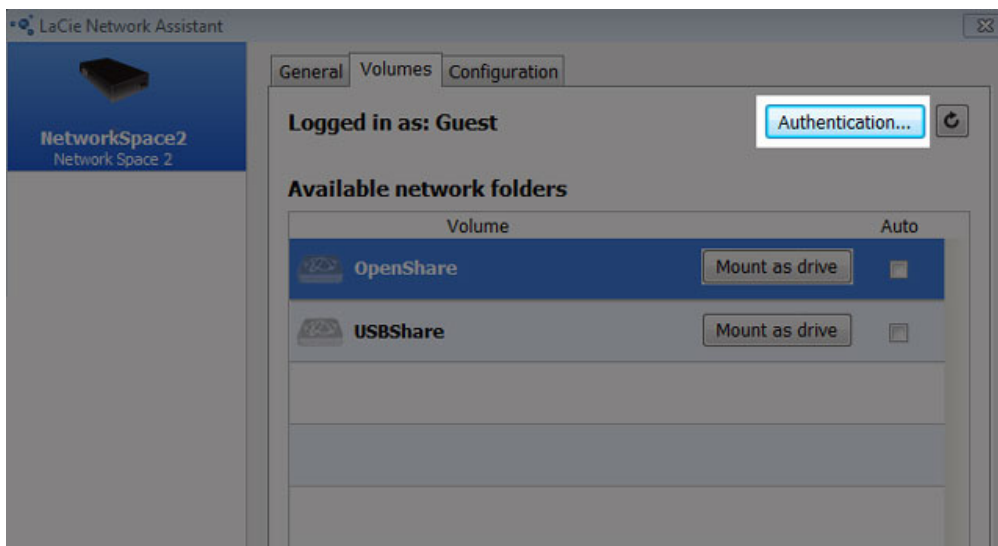 LaCie Network Assistant
NetworkSpace2
Network Space 2
General Volumes Configuration
Logged in as: Guest Authentication...
Available network folders
Volume Auto
OpenShare Mount as drive
USBShare Mount as drive